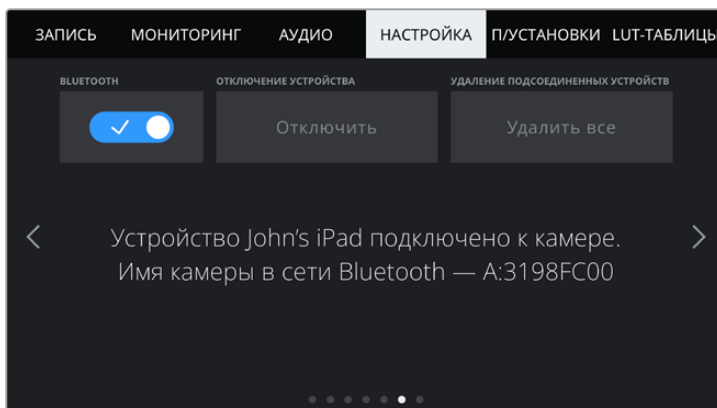 ЗАПИСЬ МОНИТОРИНГ АУДИО НАСТРОЙКА П/УСТАНОВКИ LUT-ТАБЛИЦЫ
BLUETOOTH ОТКЛЮЧЕНИЕ УСТРОЙСТВА УДАЛЕНИЕ ПОДСОЕДИНЕННЫХ УСТРОЙСТВ
Отключить Удалить все
Устройство John’s iPad подключено к камере.
Имя камеры в сети Bluetooth — A:3198FC00